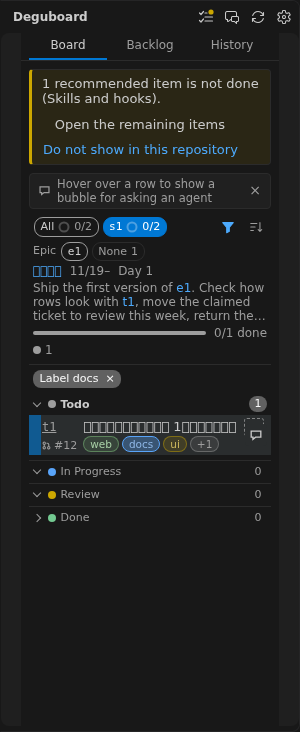 Deguboard
Board Backlog History
1 recommended item is not done
(Skills and hooks).
Open the remaining items
Do not show in this repository
Hover over a row to show a
bubble for asking an agent
All 0/2 s1 0/2
Epic e1 None 1
11/19– Day 1
Ship the first version of e1. Check how
rows look with t1, move the claimed
ticket to review this week, return the…
0/1 done
1
Label docs ×
Todo 1
t1 1
#12 web docs ui +1
In Progress 0
Review 0
Done 0